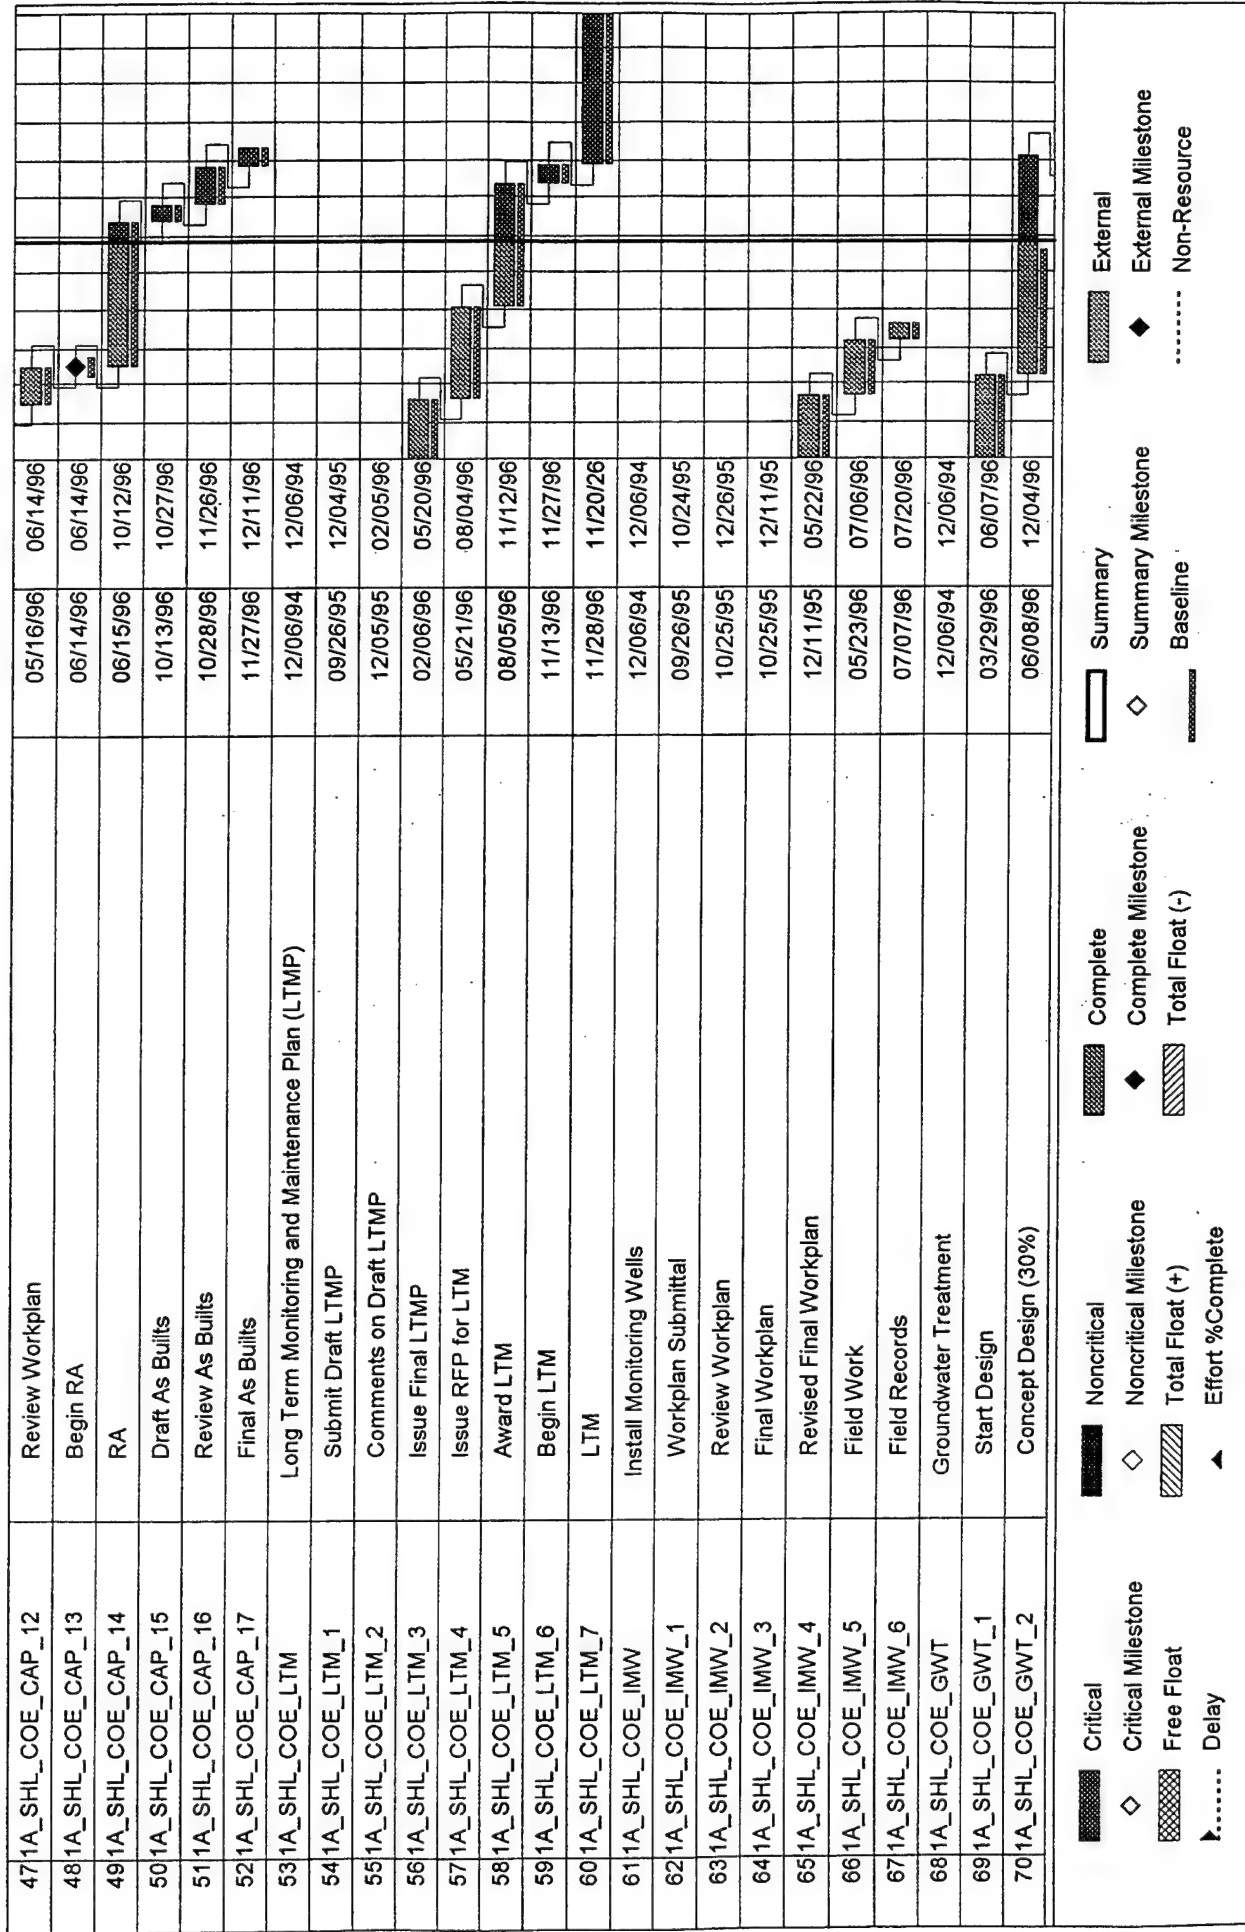 47 1A_SHL_COE_CAP_12 Review Workplan 05/16/96 06/14/96
48 1A_SHL_COE_CAP_13 Begin RA 06/14/96 06/14/96
49 1A_SHL_COE_CAP_14 RA 06/15/96 10/12/96
50 1A_SHL_COE_CAP_15 Draft As Builts 10/13/96 10/27/96
51 1A_SHL_COE_CAP_16 Review As Builts 10/28/96 11/26/96
52 1A_SHL_COE_CAP_17 Final As Builts 11/27/96 12/11/96
53 1A_SHL_COE_LTM Long Term Monitoring and Maintenance Plan (LTMP) 12/06/94 12/06/94
54 1A_SHL_COE_LTM_1 Submit Draft LTMP 09/26/95 12/04/95
55 1A_SHL_COE_LTM_2 Comments on Draft LTMP 12/05/95 02/05/96
56 1A_SHL_COE_LTM_3 Issue Final LTMP 02/06/96 05/20/96
57 1A_SHL_COE_LTM_4 Issue RFP for LTM 05/21/96 08/04/96
58 1A_SHL_COE_LTM_5 Award LTM 08/05/96 11/12/96
59 1A_SHL_COE_LTM_6 Begin LTM 11/13/96 11/27/96
60 1A_SHL_COE_LTM_7 LTM 11/28/96 11/20/26
61 1A_SHL_COE_IMW Install Monitoring Wells 12/06/94 12/06/94
62 1A_SHL_COE_IMW_1 Workplan Submittal 09/26/95 10/24/95
63 1A_SHL_COE_IMW_2 Review Workplan 10/25/95 12/26/95
64 1A_SHL_COE_IMW_3 Final Workplan 10/25/95 12/11/95
65 1A_SHL_COE_IMW_4 Revised Final Workplan 12/11/95 05/22/96
66 1A_SHL_COE_IMW_5 Field Work 05/23/96 07/06/96
67 1A_SHL_COE_IMW_6 Field Records 07/07/96 07/20/96
68 1A_SHL_COE_GWT Groundwater Treatment 12/06/94 12/06/94
69 1A_SHL_COE_GWT_1 Start Design 03/29/96 06/07/96
70 1A_SHL_COE_GWT_2 Concept Design (30%) 06/08/96 12/04/96
Critical Noncritical Complete Summary External
Critical Milestone Noncritical Milestone Complete Milestone Summary Milestone External Milestone
Free Float Total Float (+) Total Float (-) Baseline Non-Resource
Delay Effort %Complete